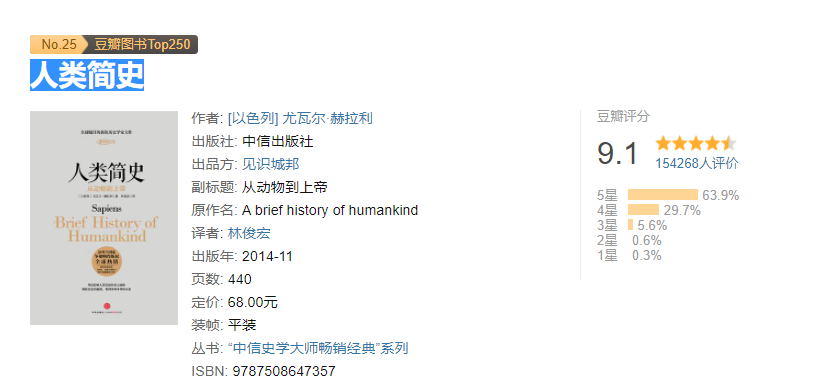 No.25 豆瓣图书Top250
人类简史
人类简史
从动物到上帝
Sapiens
Brief History of
Humankind
作者: [以色列] 尤瓦尔·赫拉利
出版社: 中信出版社
出品方: 见识城邦
副标题: 从动物到上帝
原作名: A brief history of humankind
译者: 林俊宏
出版年: 2014-11
页数: 440
定价: 68.00元
装帧: 平装
丛书: “中信史学大师畅销经典”系列
ISBN: 9787508647357
豆瓣评分
9.1
154268人评价
5星 63.9%
4星 29.7%
3星 5.6%
2星 0.6%
1星 0.3%